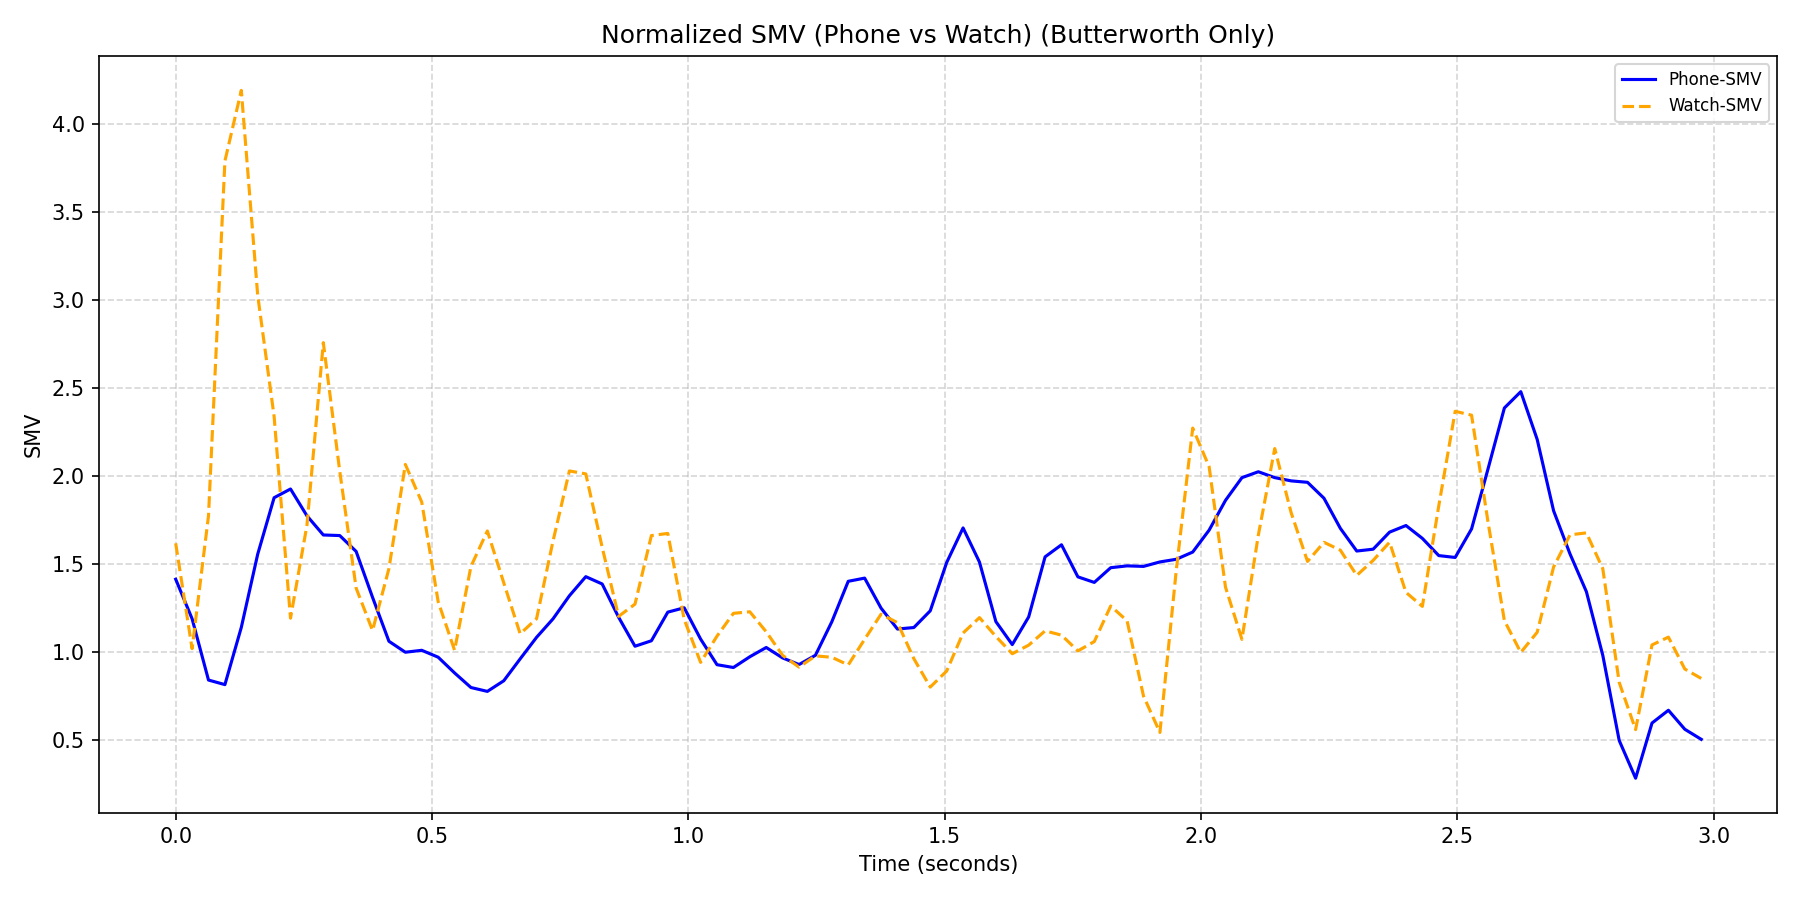 Normalized SMV (Phone vs Watch) (Butterworth Only)
Phone-SMV
Watch-SMV
4.0
3.5
3.0
2.5
2.0
1.5
1.0
0.5
SMV
0.0 0.5 1.0 1.5 2.0 2.5 3.0
Time (seconds)